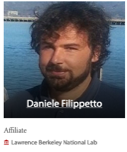 Daniele Filippetto
Affiliate
Lawrence Berkeley National Lab